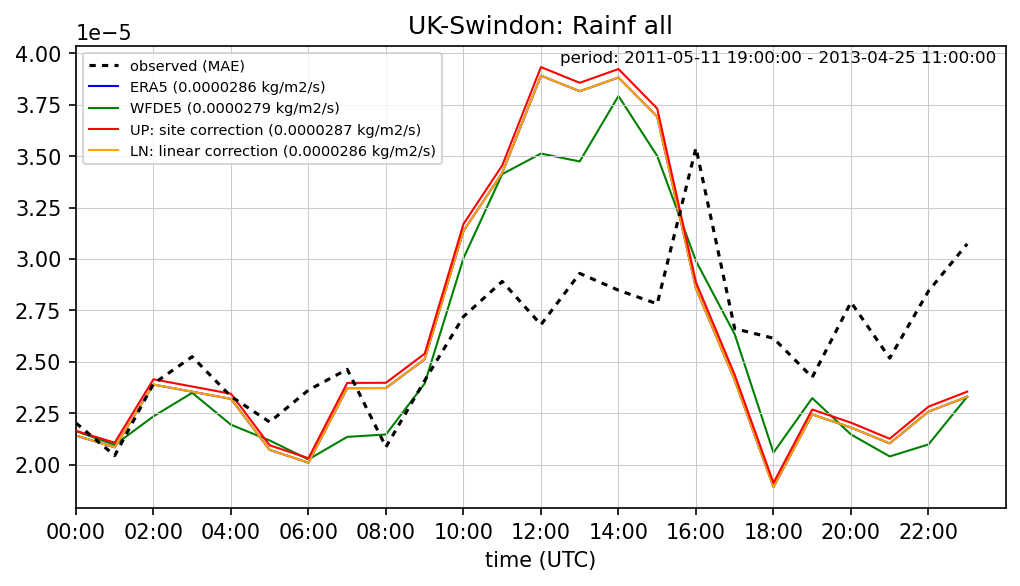 UK-Swindon: Rainf all
1e−5
period: 2011-05-11 19:00:00 - 2013-04-25 11:00:00
observed (MAE)
ERA5 (0.0000286 kg/m2/s)
WFDE5 (0.0000279 kg/m2/s)
UP: site correction (0.0000287 kg/m2/s)
LN: linear correction (0.0000286 kg/m2/s)
4.00
3.75
3.50
3.25
3.00
2.75
2.50
2.25
2.00
00:00 02:00 04:00 06:00 08:00 10:00 12:00 14:00 16:00 18:00 20:00 22:00
time (UTC)